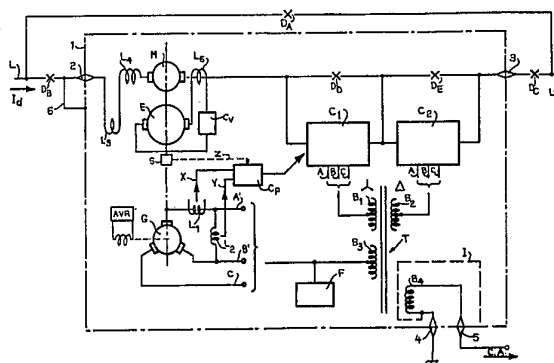 DA
1
L
L4
M
L5
2
3
DB
DD
DE
DC
L'
Id
6
E
CV
C1
C2
L3
S
Z
A
B
C
A
B
C
X
CP
Y
A'
B1
Δ
B2
AVR
G
L1
L2
B'
B3
T
C
F
I
B4
4
5
C.A.